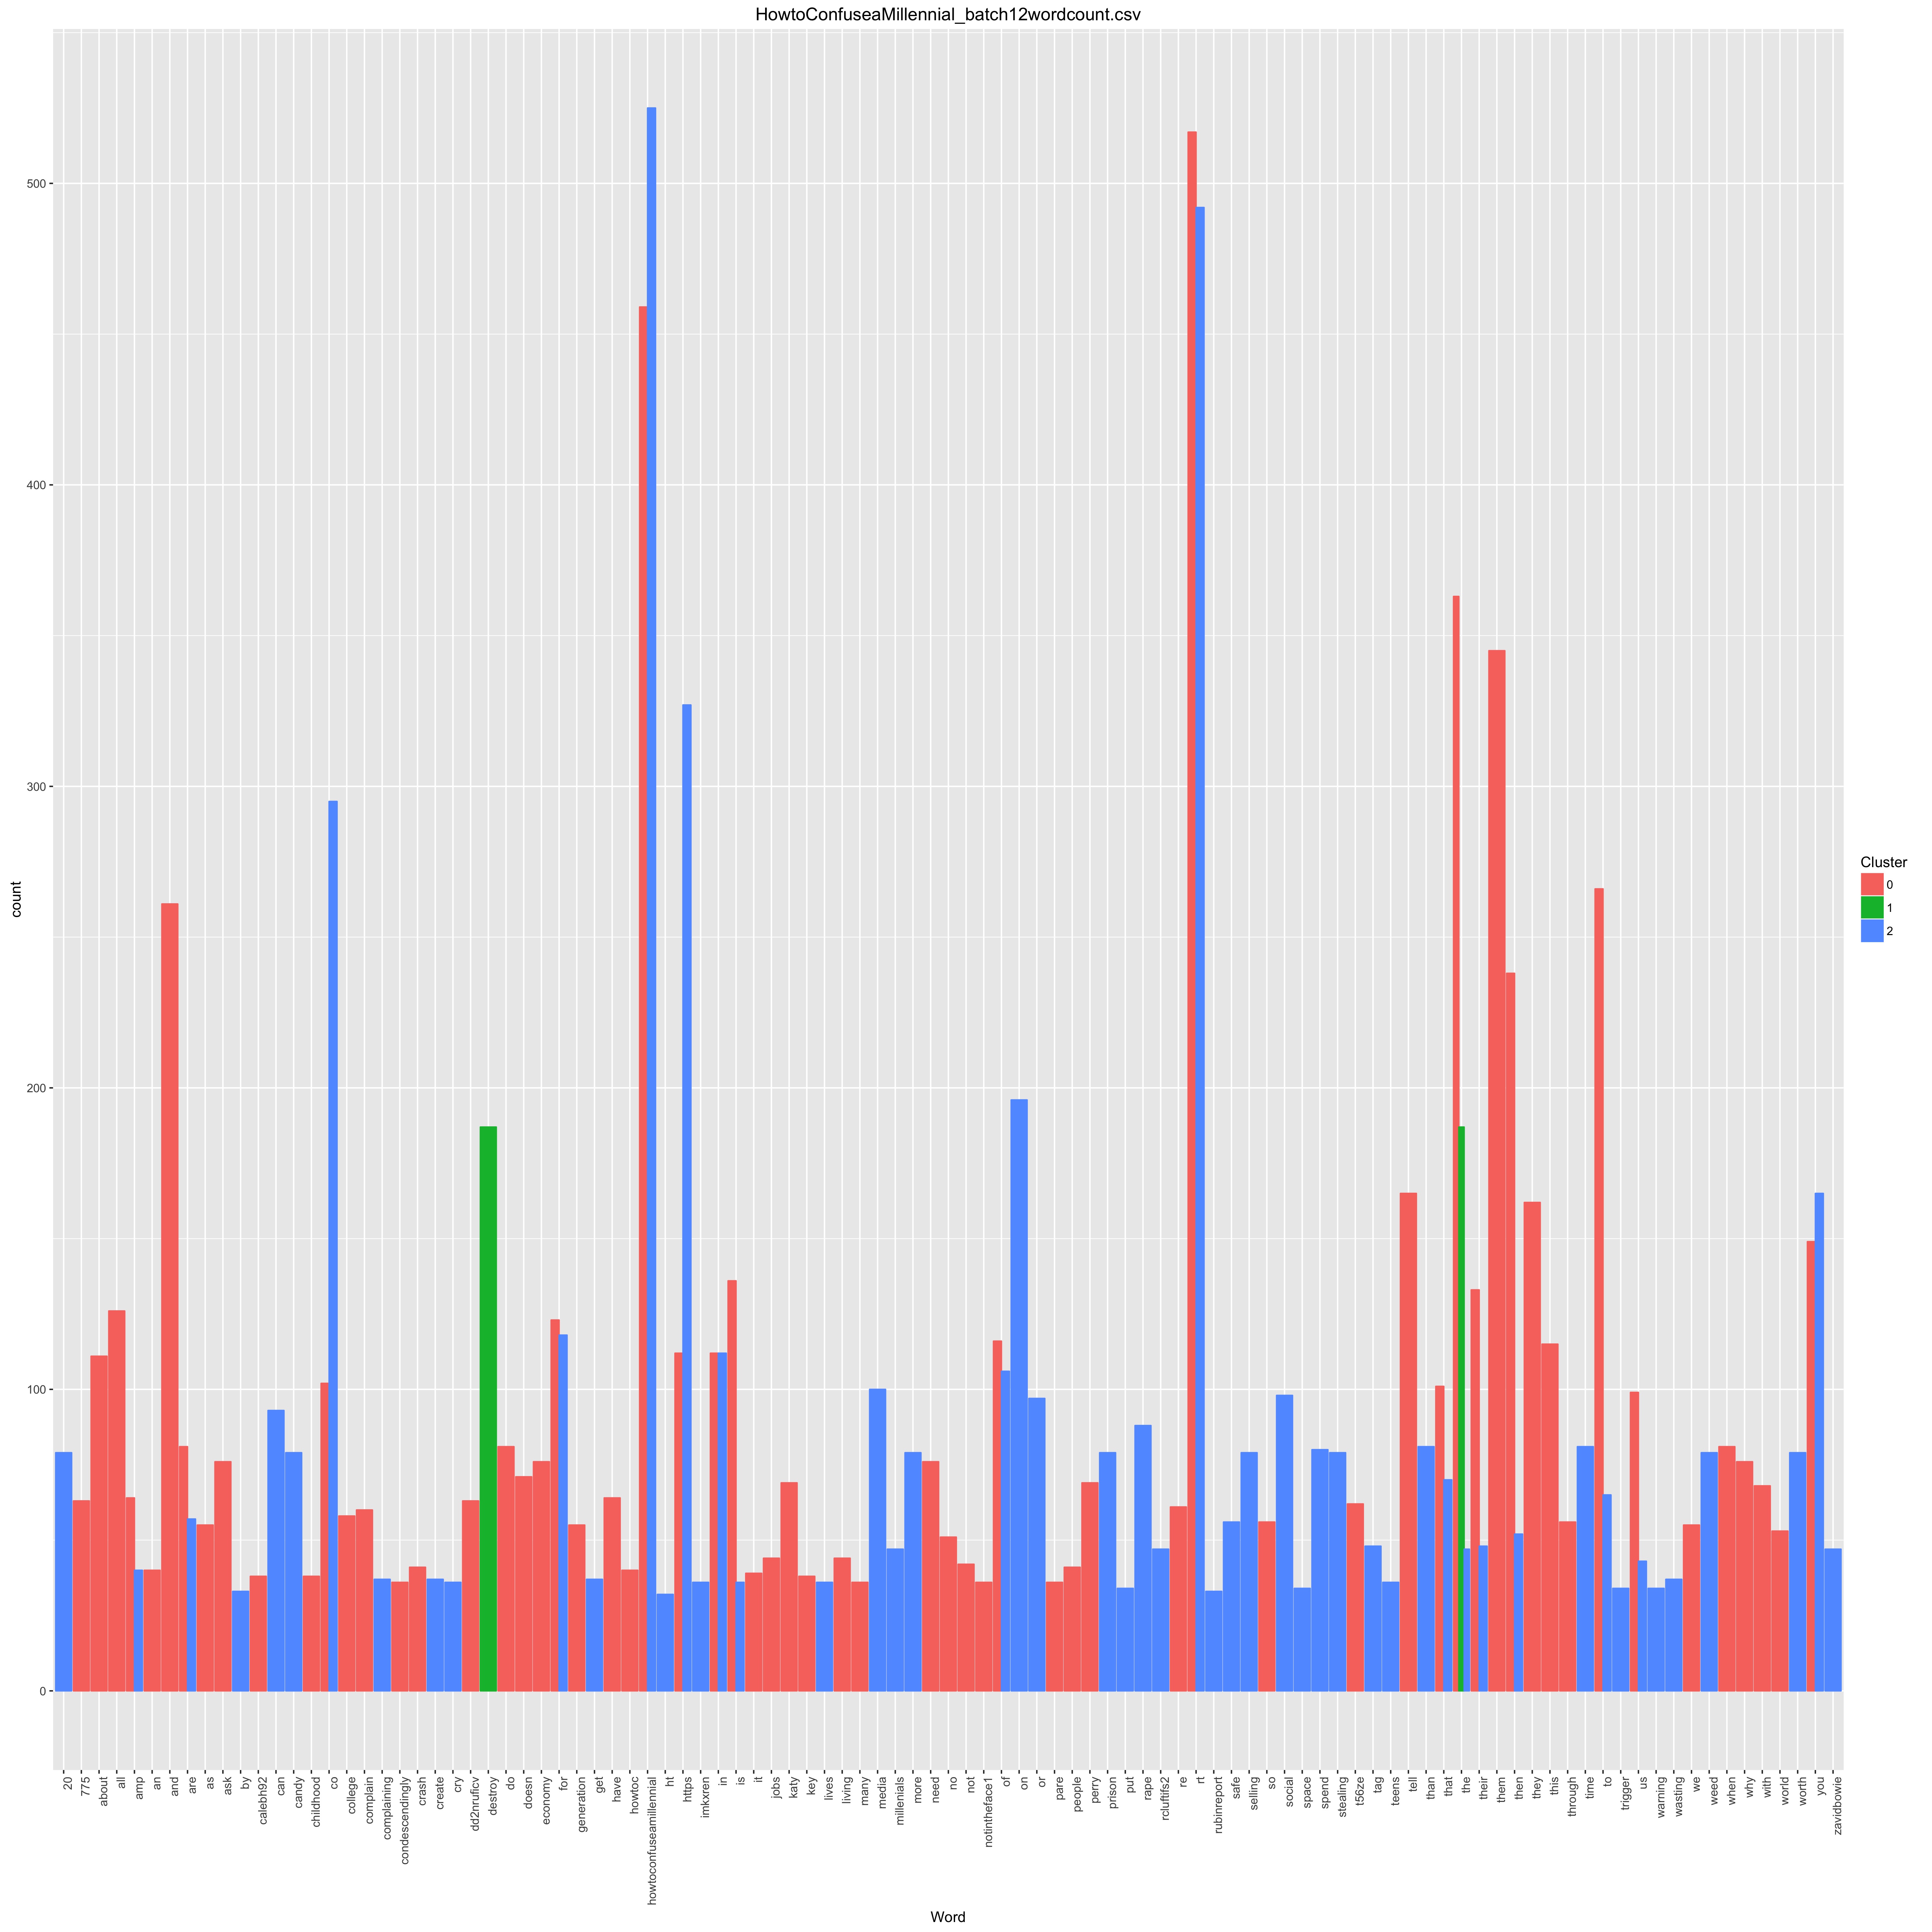 HowtoConfuseaMillennial_batch12wordcount.csv
count
500
400
300
200
100
0
20
775
about
all
amp
an
and
are
as
ask
by
calebh92
can
candy
childhood
co
college
complain
complaining
condescendingly
crash
create
cry
dd2nruficv
destroy
do
doesn
economy
for
generation
get
have
howtoc
howtoconfuseamillennial
ht
https
imkxren
in
is
it
jobs
katy
key
lives
living
many
media
millenials
more
need
no
not
notintheface1
of
on
or
pare
people
perry
prison
put
rape
rcluftifs2
re
rt
rubinreport
safe
selling
so
social
space
spend
stealing
t56ze
tag
teens
tell
than
that
the
their
them
then
they
this
through
time
to
trigger
us
warning
wasting
we
weed
when
why
with
world
worth
you
zavidbowie
Word
Cluster
0
1
2